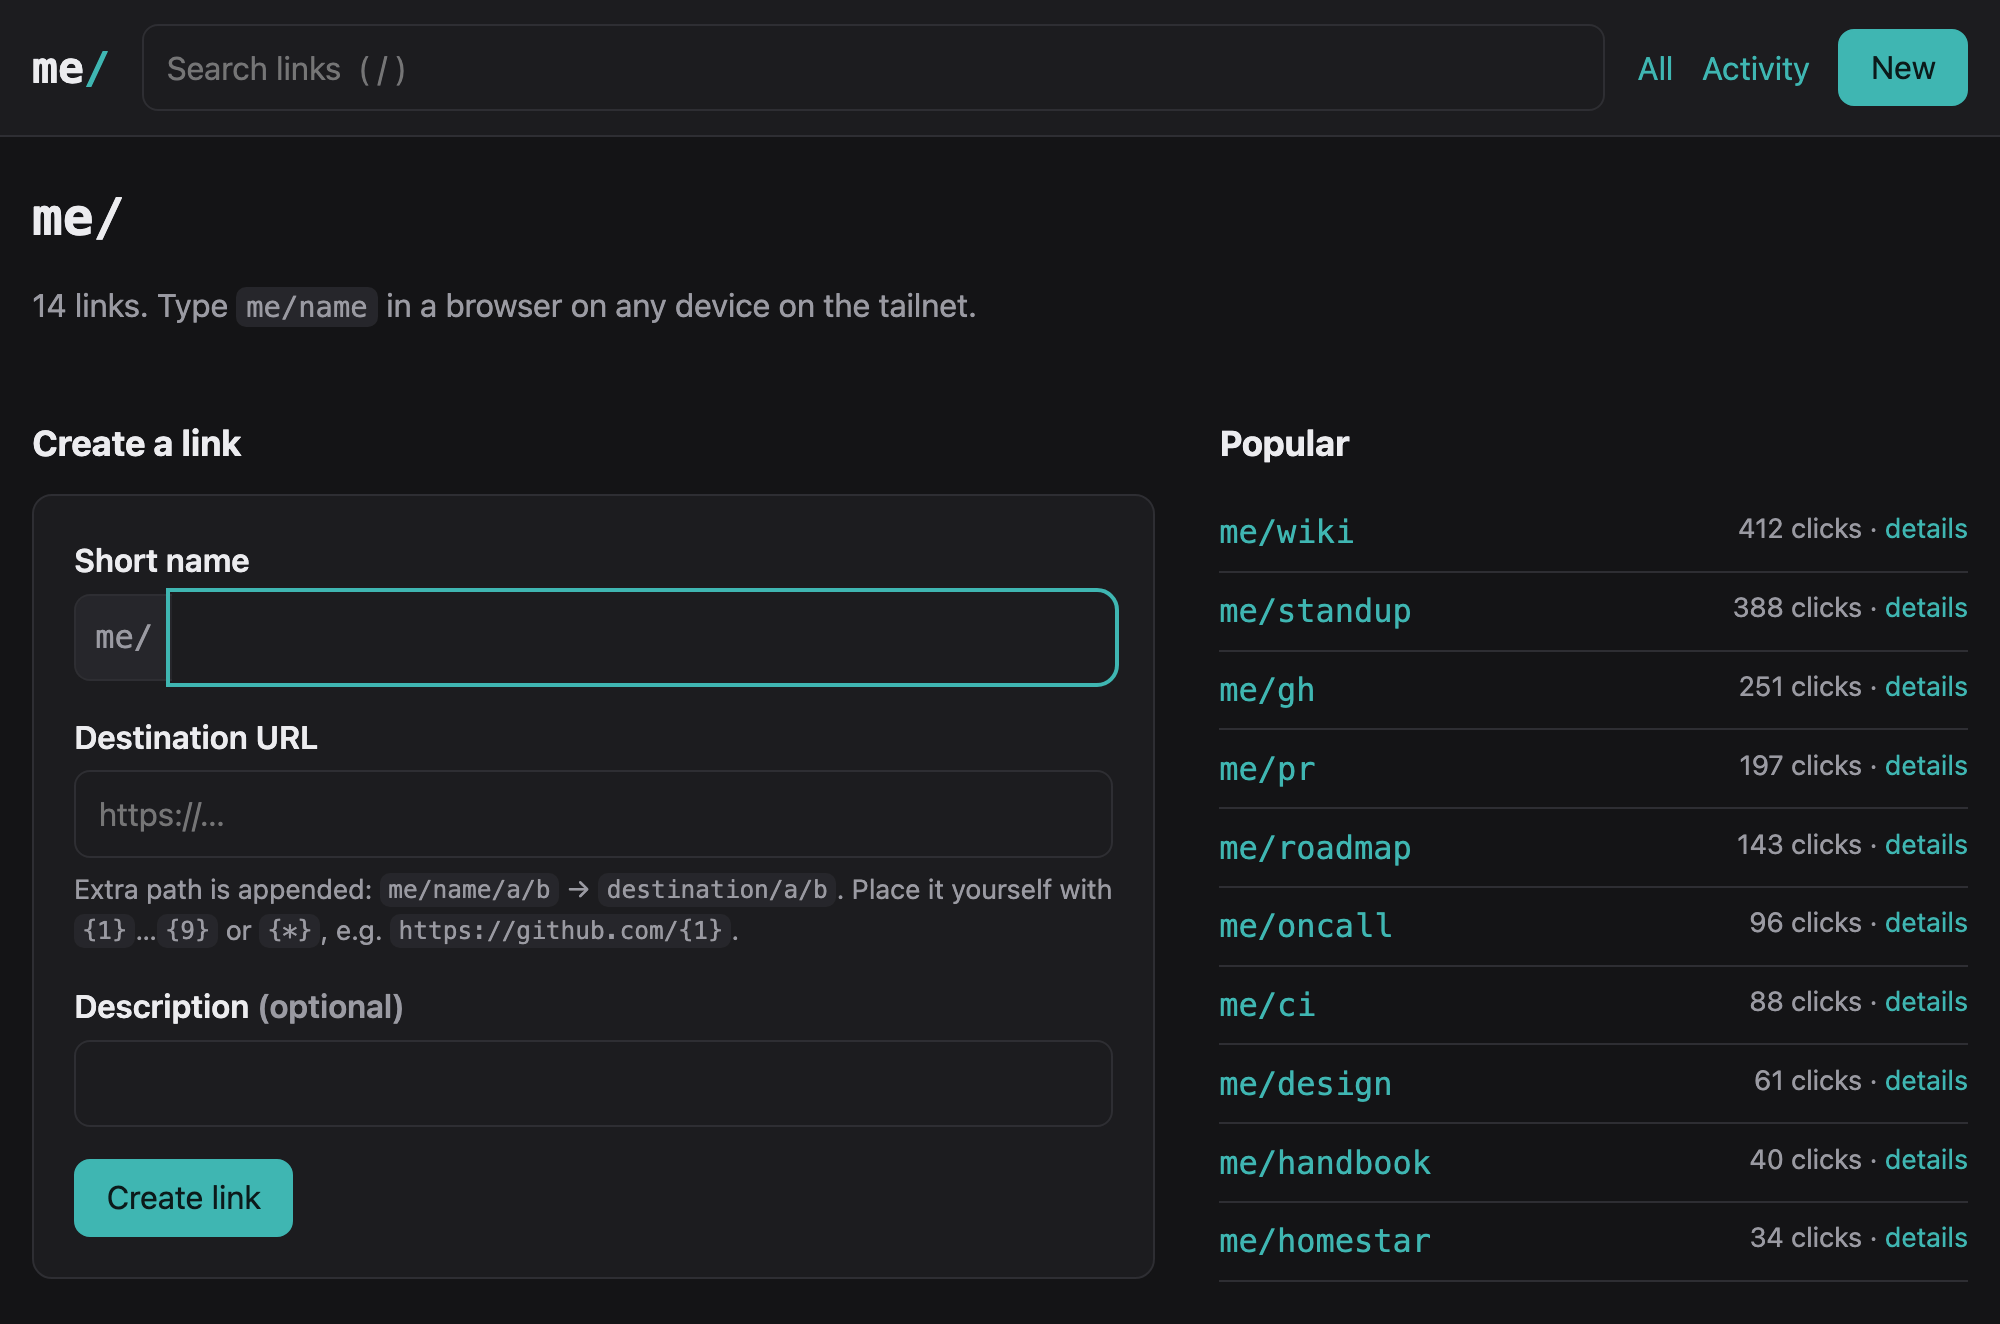 me/
Search links (/)
All
Activity
New
me/
14 links. Type me/name in a browser on any device on the tailnet.
Create a link
Short name
me/
Destination URL
https://...
Extra path is appended: me/name/a/b → destination/a/b. Place it yourself with
{1}...{9} or {*}, e.g. https://github.com/{1}.
Description (optional)
Create link
Popular
me/wiki 412 clicks · details
me/standup 388 clicks · details
me/gh 251 clicks · details
me/pr 197 clicks · details
me/roadmap 143 clicks · details
me/oncall 96 clicks · details
me/ci 88 clicks · details
me/design 61 clicks · details
me/handbook 40 clicks · details
me/homestar 34 clicks · details